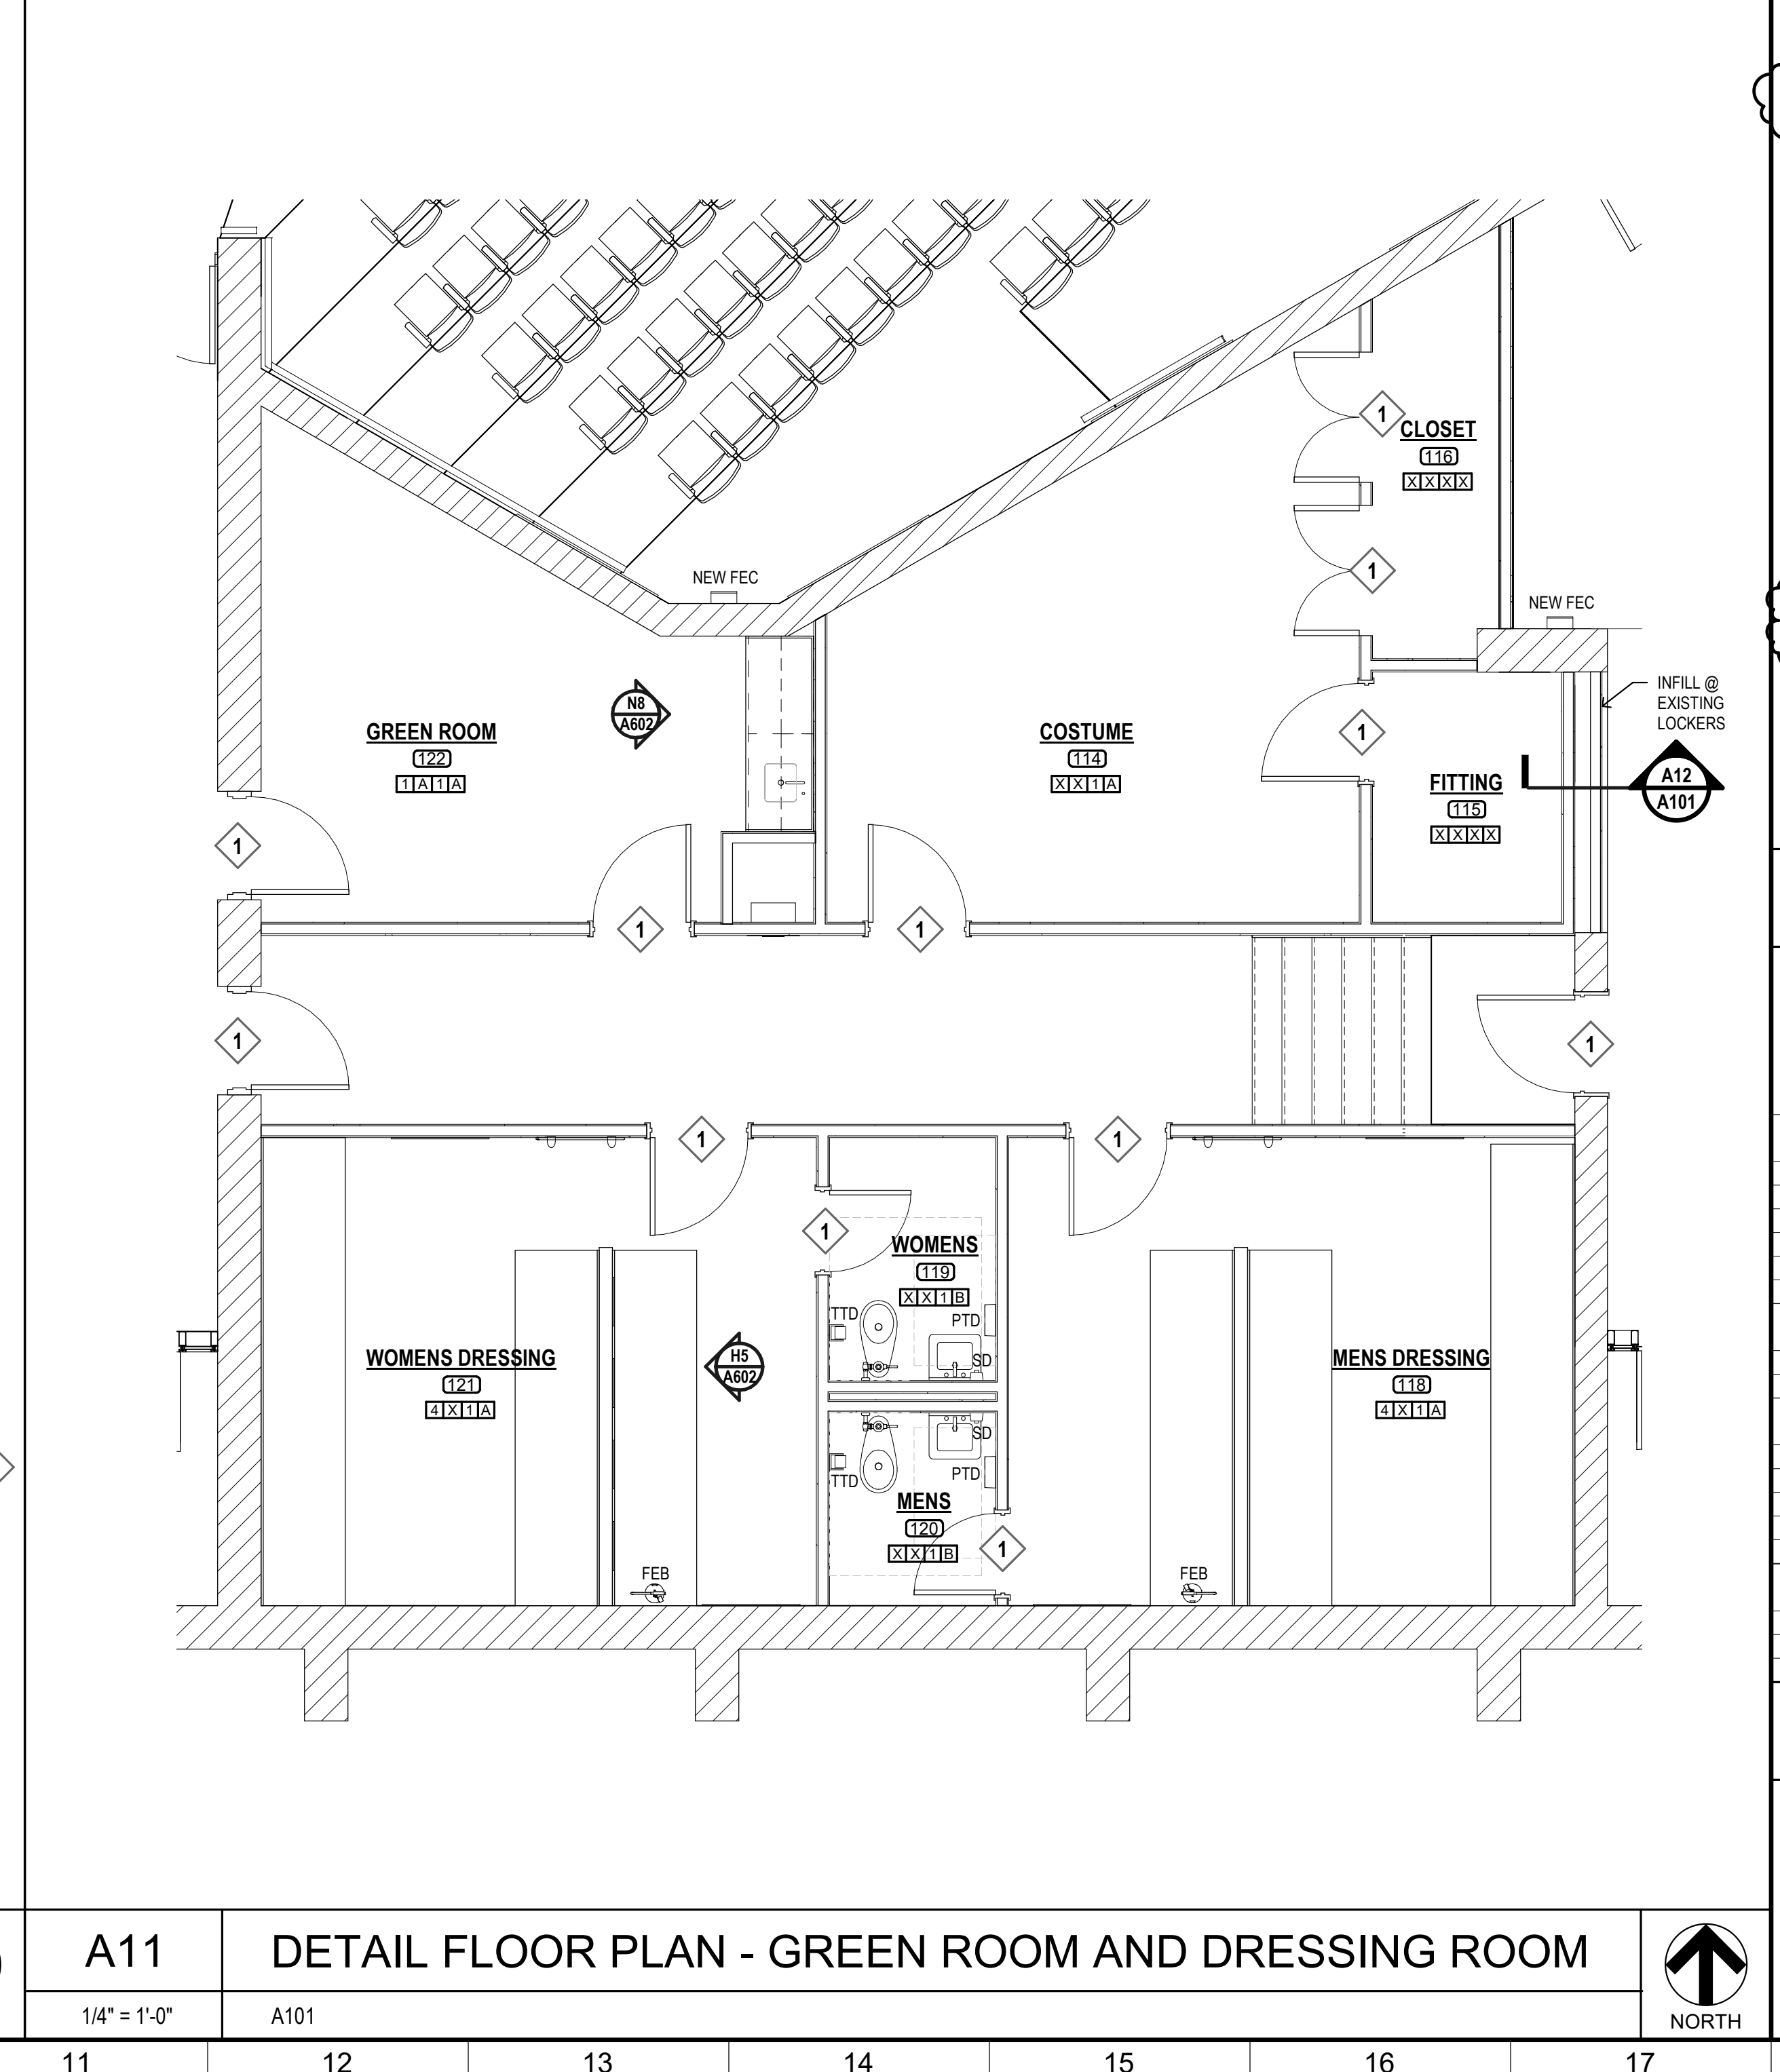 1
CLOSET
116
X X X X
NEW FEC
1
NEW FEC
INFILL @
EXISTING
LOCKERS
N8
A602
GREEN ROOM
122
1 A 1 A
COSTUME
114
X X 1 A
1
FITTING
115
X X X X
A12
A101
1
1
1
1
1
1
1
1
WOMENS
119
X X 1 B
TTD
PTD
SD
WOMENS DRESSING
121
4 X 1 A
H5
A602
MENS DRESSING
118
4 X 1 A
SD
TTD
PTD
MENS
120
X X 1 B
1
FEB
FEB
A11
DETAIL FLOOR PLAN - GREEN ROOM AND DRESSING ROOM
1/4" = 1'-0"
A101
NORTH
11 12 13 14 15 16 17